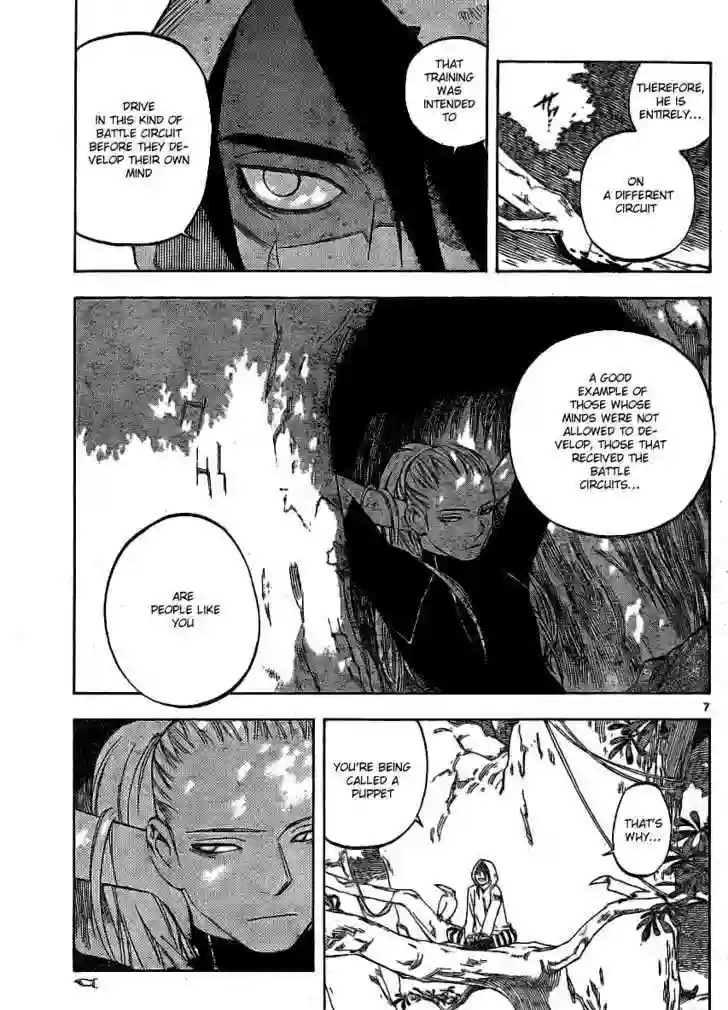 THEREFORE,
HE IS
ENTIRELY...
ON
A DIFFERENT
CIRCUIT
THAT
TRAINING
WAS
INTENDED
TO
DRIVE
IN THIS KIND OF
BATTLE CIRCUIT
BEFORE THEY DE-
VELOP THEIR OWN
MIND
A GOOD
EXAMPLE OF
THOSE WHOSE
MINDS WERE NOT
ALLOWED TO DE-
VELOP, THOSE THAT
RECEIVED THE
BATTLE
CIRCUITS...
ARE
PEOPLE LIKE
YOU
7
THAT'S
WHY...
YOU'RE BEING
CALLED A
PUPPET